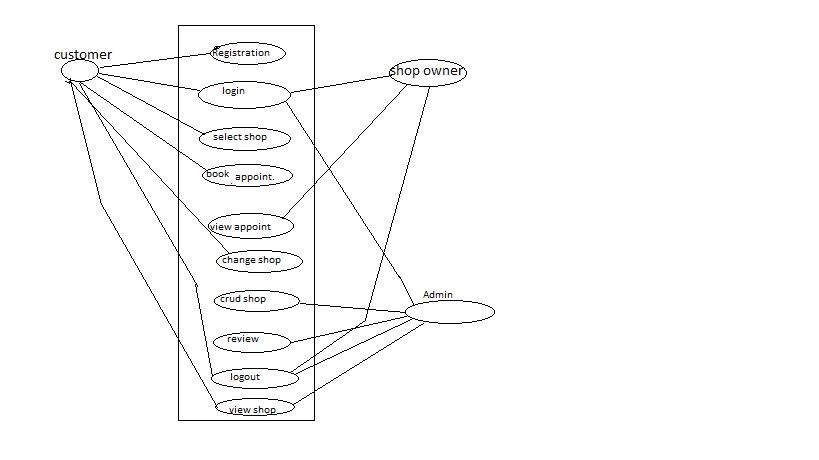 customer
Registration
shop owner
login
select shop
book appoint.
view appoint
change shop
crud shop
Admin
review
logout
view shop